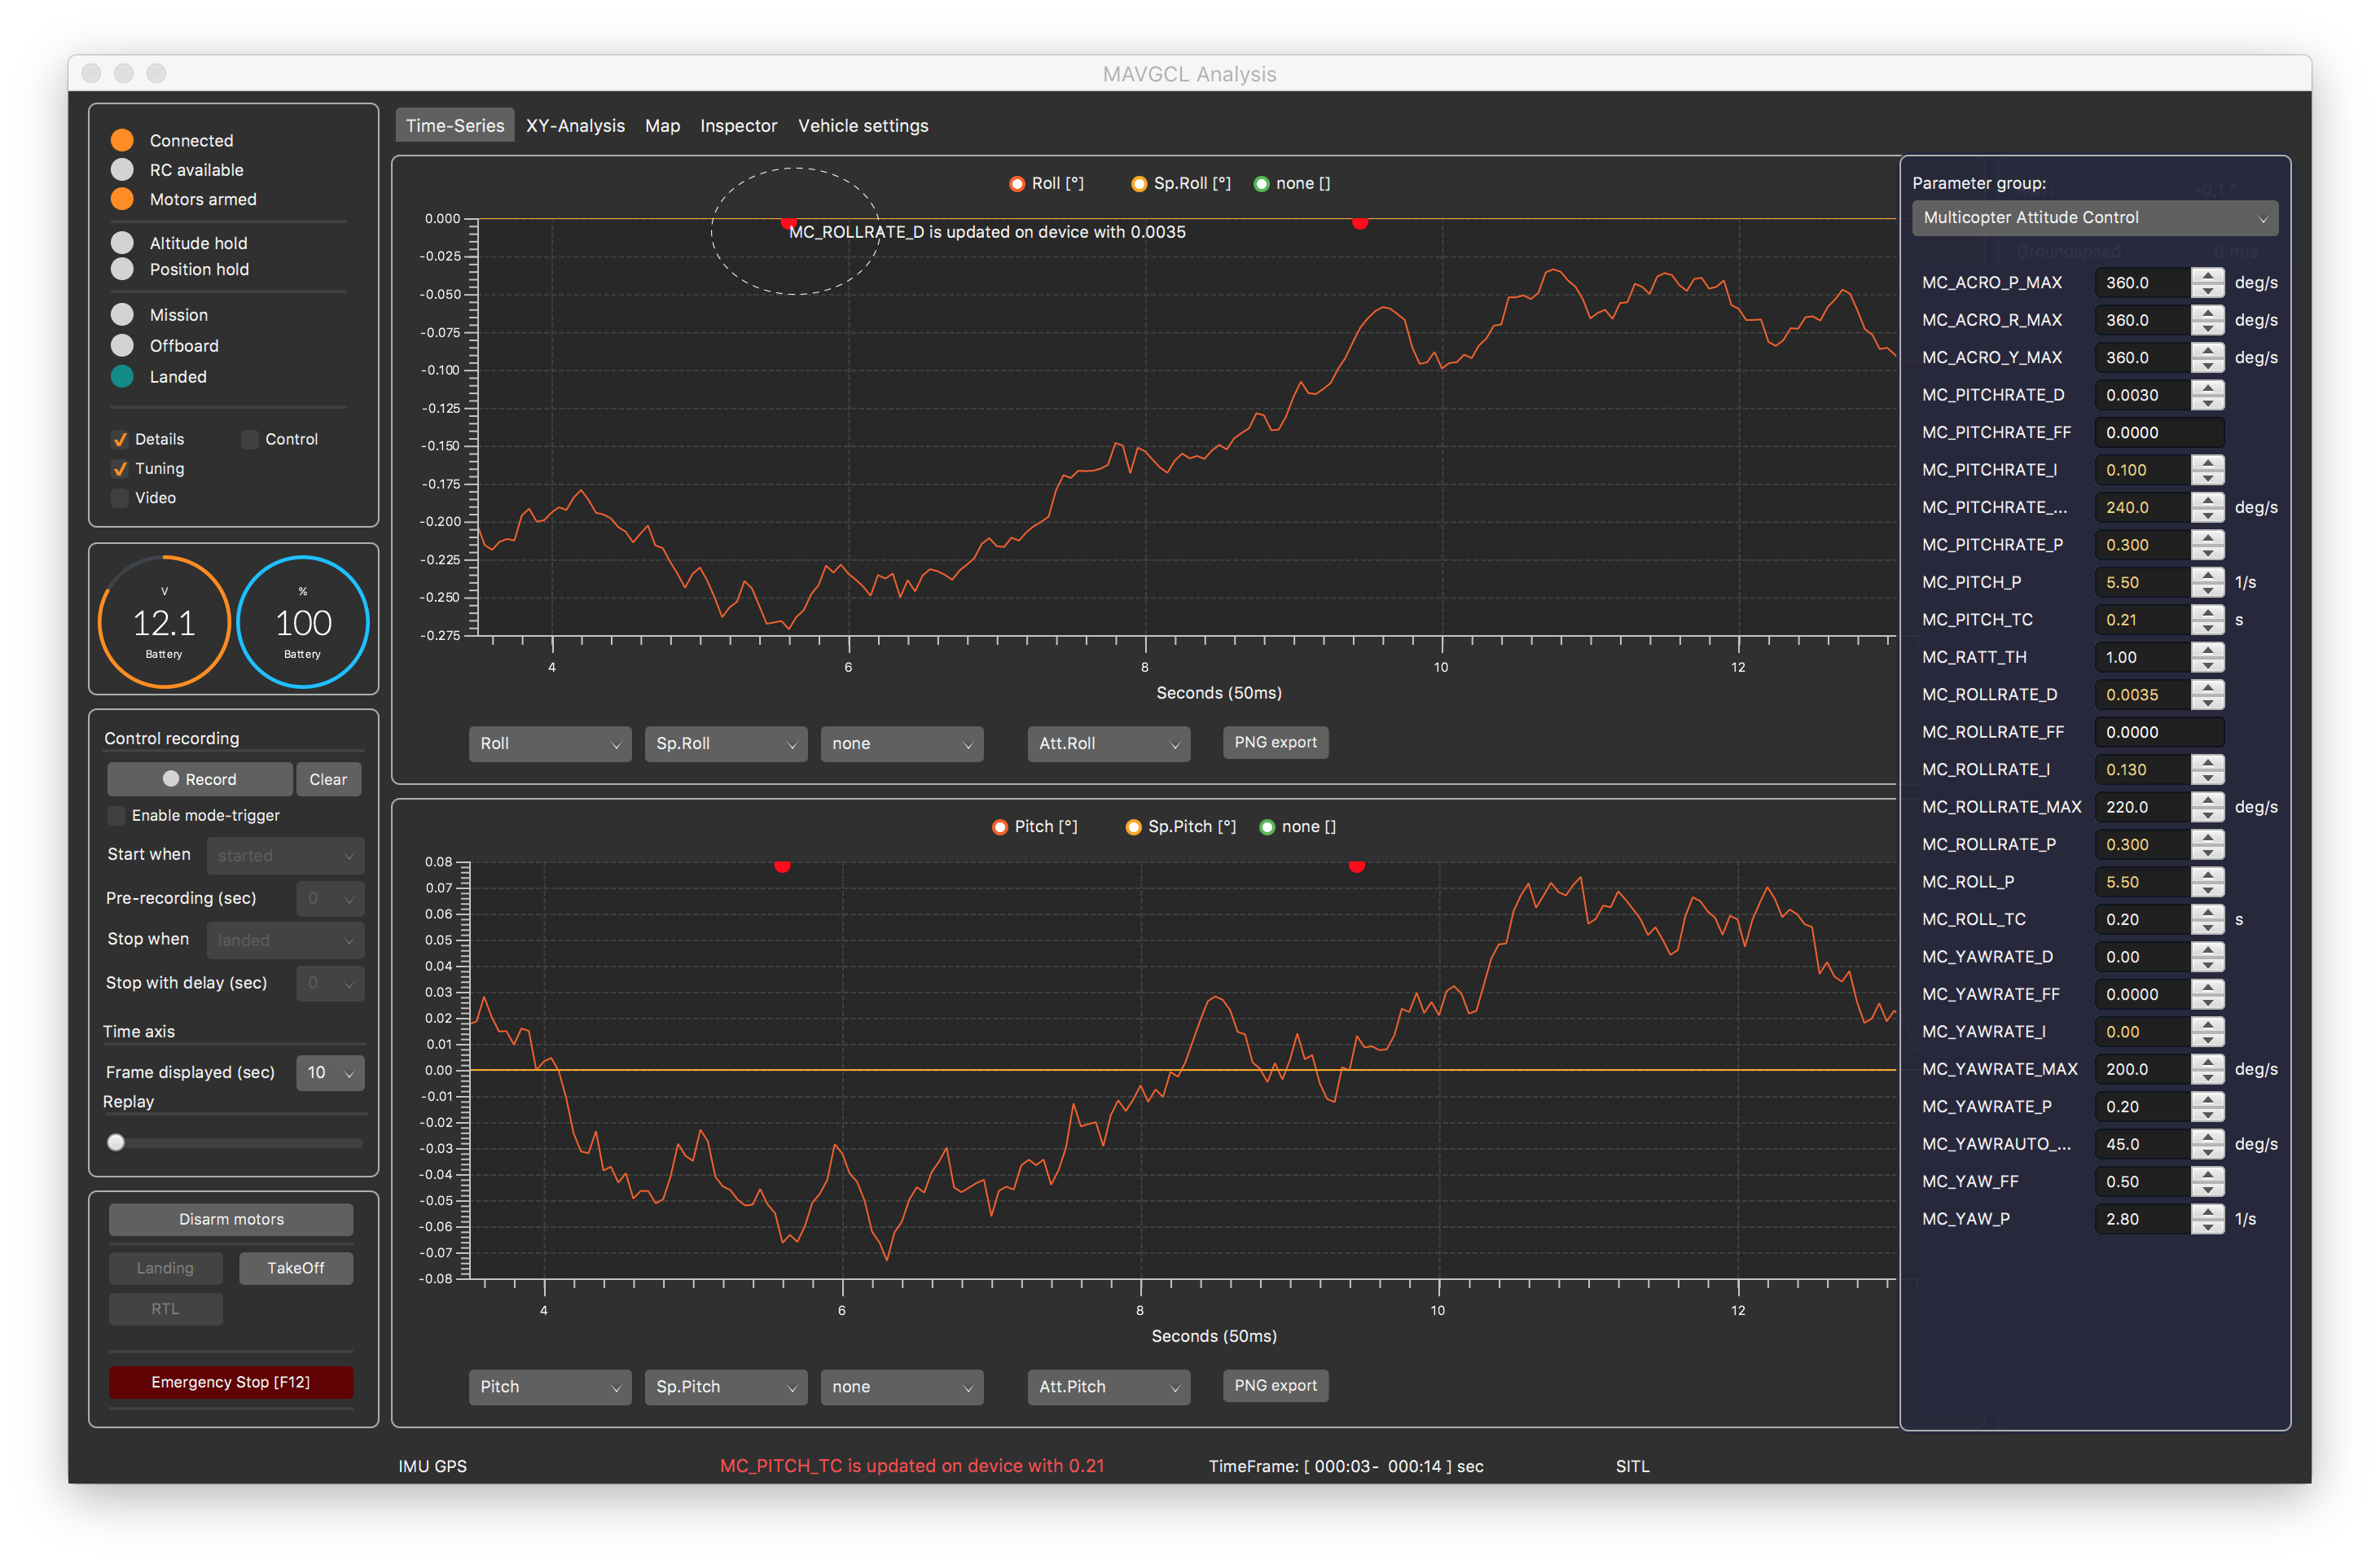 MAVGCL Analysis
Connected
RC available
Motors armed
Altitude hold
Position hold
Mission
Offboard
Landed
Details Control
Tuning
Video
V
12.1
Battery
%
100
Battery
Control recording
Record Clear
Enable mode-trigger
Start when started
Pre-recording (sec) 0
Stop when landed
Stop with delay (sec) 0
Time axis
Frame displayed (sec) 10
Replay
Disarm motors
Landing TakeOff
RTL
Emergency Stop [F12]
Time-Series XY-Analysis Map Inspector Vehicle settings
Roll [°] Sp.Roll [°] none []
MC_ROLLRATE_D is updated on device with 0.0035
0.000
-0.025
-0.050
-0.075
-0.100
-0.125
-0.150
-0.175
-0.200
-0.225
-0.250
-0.275
4 6 8 10 12
Seconds (50ms)
Roll Sp.Roll none Att.Roll PNG export
Pitch [°] Sp.Pitch [°] none []
0.08
0.07
0.06
0.05
0.04
0.03
0.02
0.01
0.00
-0.01
-0.02
-0.03
-0.04
-0.05
-0.06
-0.07
-0.08
4 6 8 10 12
Seconds (50ms)
Pitch Sp.Pitch none Att.Pitch PNG export
Parameter group:
-0.1 °
Multicopter Attitude Control
Groundspeed : 0 m/s
MC_ACRO_P_MAX 360.0 deg/s
MC_ACRO_R_MAX 360.0 deg/s
MC_ACRO_Y_MAX 360.0 deg/s
MC_PITCHRATE_D 0.0030
MC_PITCHRATE_FF 0.0000
MC_PITCHRATE_I 0.100
MC_PITCHRATE_... 240.0 deg/s
MC_PITCHRATE_P 0.300
MC_PITCH_P 5.50 1/s
MC_PITCH_TC 0.21 s
MC_RATT_TH 1.00
MC_ROLLRATE_D 0.0035
MC_ROLLRATE_FF 0.0000
MC_ROLLRATE_I 0.130
MC_ROLLRATE_MAX 220.0 deg/s
MC_ROLLRATE_P 0.300
MC_ROLL_P 5.50
MC_ROLL_TC 0.20 s
MC_YAWRATE_D 0.00
MC_YAWRATE_FF 0.0000
MC_YAWRATE_I 0.00
MC_YAWRATE_MAX 200.0 deg/s
MC_YAWRATE_P 0.20
MC_YAWRAUTO_... 45.0 deg/s
MC_YAW_FF 0.50
MC_YAW_P 2.80 1/s
IMU GPS MC_PITCH_TC is updated on device with 0.21 TimeFrame: [ 000:03- 000:14 ] sec SITL